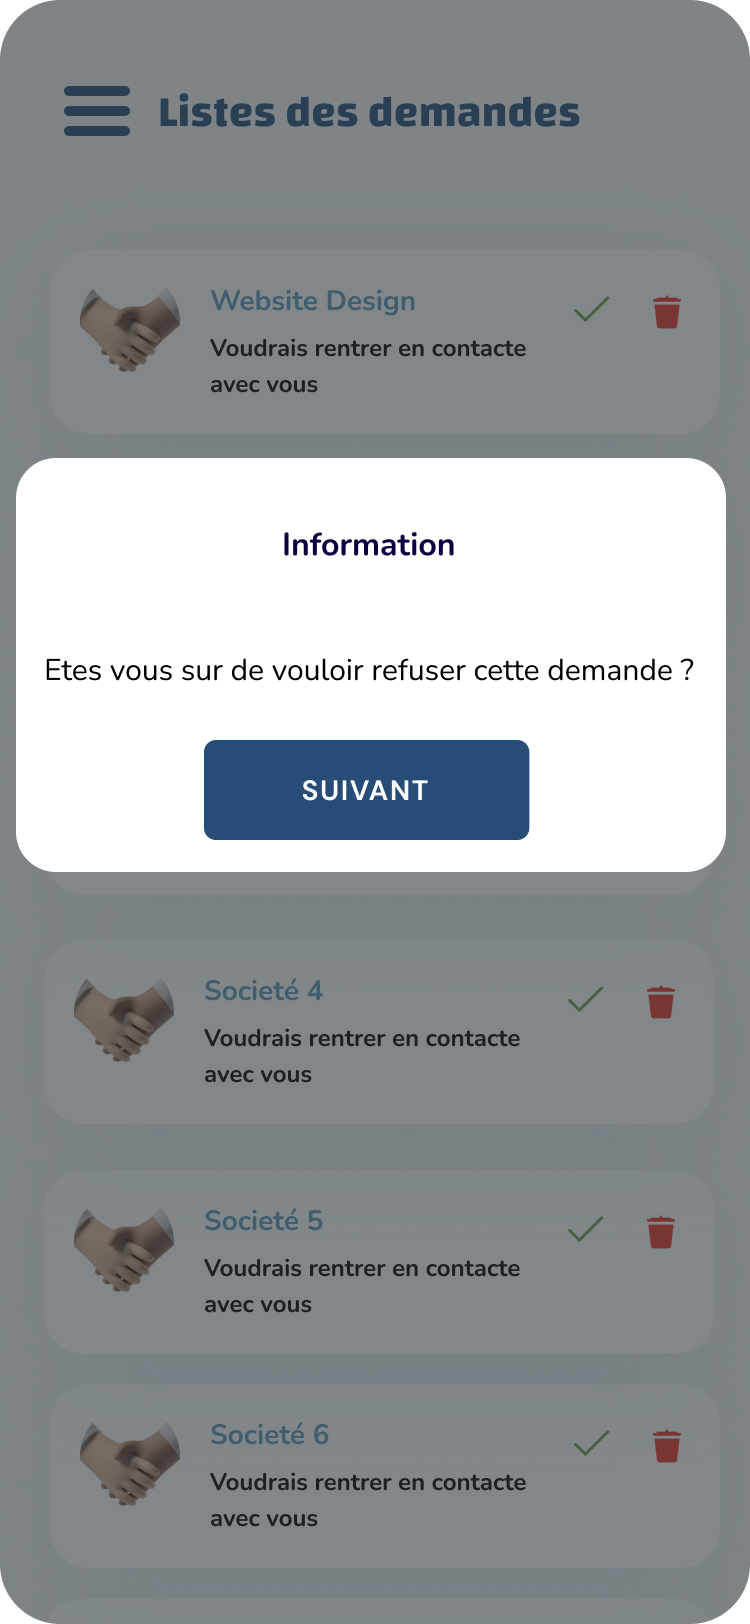 Listes des demandes
Website Design
Voudrais rentrer en contacte
avec vous
Information
Etes vous sur de vouloir refuser cette demande ?
SUIVANT
Societé 4
Voudrais rentrer en contacte
avec vous
Societé 5
Voudrais rentrer en contacte
avec vous
Societé 6
Voudrais rentrer en contacte
avec vous